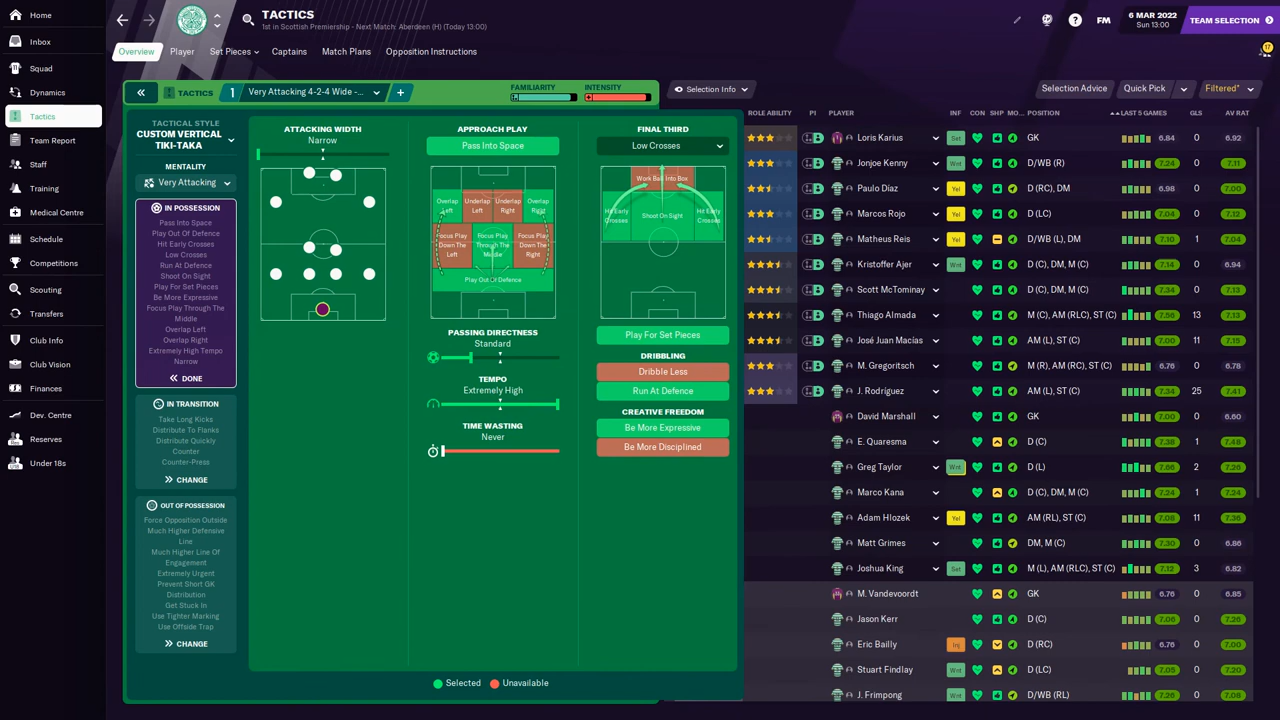 Home
Inbox
Squad
Dynamics
Tactics
Team Report
Staff
Training
Medical Centre
Schedule
Competitions
Scouting
Transfers
Club Info
Club Vision
Finances
Dev. Centre
Reserves
Under 18s
TACTICS
1st in Scottish Premiership - Next Match: Aberdeen (H) (Today 13:00)
FM
6 MAR 2022
Sun 13:00
TEAM SELECTION
Overview
Player
Set Pieces
Captains
Match Plans
Opposition Instructions
17
TACTICS
1
Very Attacking 4-2-4 Wide -...
FAMILIARITY
INTENSITY
Selection Info
Selection Advice
Quick Pick
Filtered*
TACTICAL STYLE
CUSTOM VERTICAL
TIKI-TAKA
MENTALITY
Very Attacking
IN POSSESSION
Pass Into Space
Play Out Of Defence
Hit Early Crosses
Low Crosses
Run At Defence
Shoot On Sight
Play For Set Pieces
Be More Expressive
Focus Play Through The
Middle
Overlap Left
Overlap Right
Extremely High Tempo
Narrow
DONE
IN TRANSITION
Take Long Kicks
Distribute To Flanks
Distribute Quickly
Counter
Counter-Press
CHANGE
OUT OF POSSESSION
Force Opposition Outside
Much Higher Defensive
Line
Much Higher Line Of
Engagement
Extremely Urgent
Prevent Short GK
Distribution
Get Stuck In
Use Tighter Marking
Use Offside Trap
CHANGE
ATTACKING WIDTH
Narrow
APPROACH PLAY
Pass Into Space
Overlap Left
Underlap Left
Underlap Right
Overlap Right
Focus Play Down The Left
Focus Play Through The Middle
Focus Play Down The Right
Play Out Of Defence
PASSING DIRECTNESS
Standard
TEMPO
Extremely High
TIME WASTING
Never
FINAL THIRD
Low Crosses
Work Ball Into Box
Hit Early Crosses
Shoot On Sight
Hit Early Crosses
Play For Set Pieces
DRIBBLING
Dribble Less
Run At Defence
CREATIVE FREEDOM
Be More Expressive
Be More Disciplined
Selected
Unavailable
ROLE ABILITY PI PLAYER INF CON SHP MO... POSITION LAST 5 GAMES GLS AV RAT
Loris Karius Set GK 6.84 0 6.92
Jonjoe Kenny Wnt D/WB (R) 7.24 0 7.11
Paulo Díaz Yel D (RC), DM 6.98 0 7.00
Marcos Rojo Yel D (LC) 7.04 0 7.12
Matheus Reis Yel D/WB (L), DM 7.10 0 7.04
Kristoffer Ajer Wnt D (C), DM, M (C) 7.14 0 6.94
Scott McTominay D (C), DM, M (C) 7.34 0 7.13
Thiago Almada M (C), AM (RLC), ST (C) 7.56 13 7.23
José Juan Macías AM (L), ST (C) 7.00 11 7.15
M. Gregoritsch M (R), AM (RC), ST (C) 6.76 0 6.78
J. Rodríguez AM (L), ST (C) 7.34 25 7.41
David Marshall GK 7.00 0 6.60
E. Quaresma D (C) 7.38 0 7.48
Greg Taylor Wnt D (L) 7.86 2 7.26
Marco Kana D (C), DM, M (C) 7.24 1 7.24
Adam Hlozek Yel AM (RL), ST (C) 7.08 11 7.35
Matt Grimes DM, M (C) 7.30 0 6.86
Joshua King Set M (L), AM (RLC), ST (C) 7.12 3 6.82
M. Vandevoordt GK 6.76 0 6.85
Jason Kerr D (C) 7.06 0 7.26
Eric Bailly Inj D (RC) 6.76 0 7.00
Stuart Findlay Wnt D (LC) 7.05 0 7.20
J. Frimpong Wnt D/WB (RL) 7.26 0 7.08